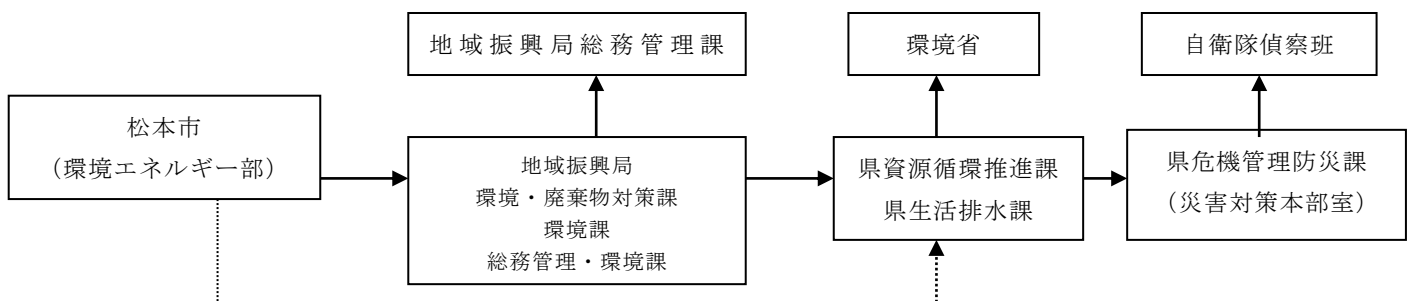 地域振興局総務管理課
環境省
自衛隊偵察班
松本市
（環境エネルギー部）
地域振興局
環境・廃棄物対策課
環境課
総務管理・環境課
県資源循環推進課
県生活排水課
県危機管理防災課
（災害対策本部室）